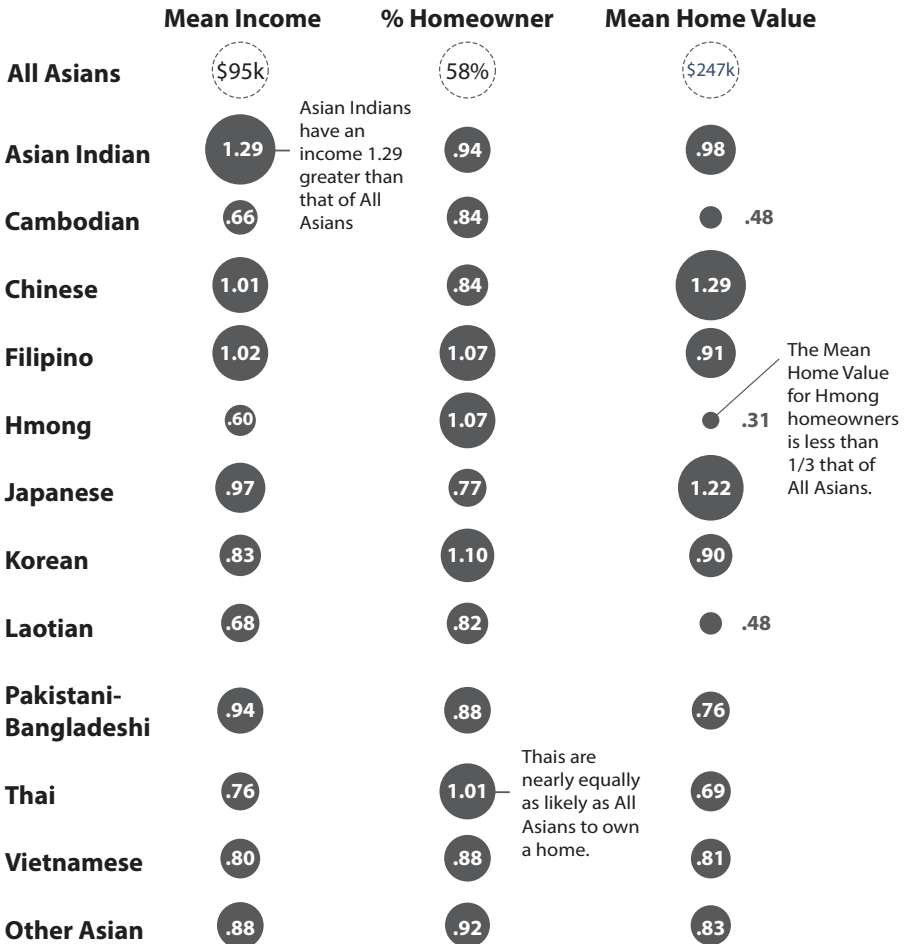 Mean Income % Homeowner Mean Home Value
All Asians $95k 58% $247k
Asian Indian 1.29 .94 .98
Asian Indians
have an
income 1.29
greater than
that of All
Asians
Cambodian .66 .84 .48
Chinese 1.01 .84 1.29
Filipino 1.02 1.07 .91
The Mean
Home Value
for Hmong
homeowners
is less than
1/3 that of
All Asians.
Hmong .60 1.07 .31
Japanese .97 .77 1.22
Korean .83 1.10 .90
Laotian .68 .82 .48
Pakistani-
Bangladeshi .94 .88 .76
Thai .76 1.01 .69
Thais are
nearly equally
as likely as All
Asians to own
a home.
Vietnamese .80 .88 .81
Other Asian .88 .92 .83